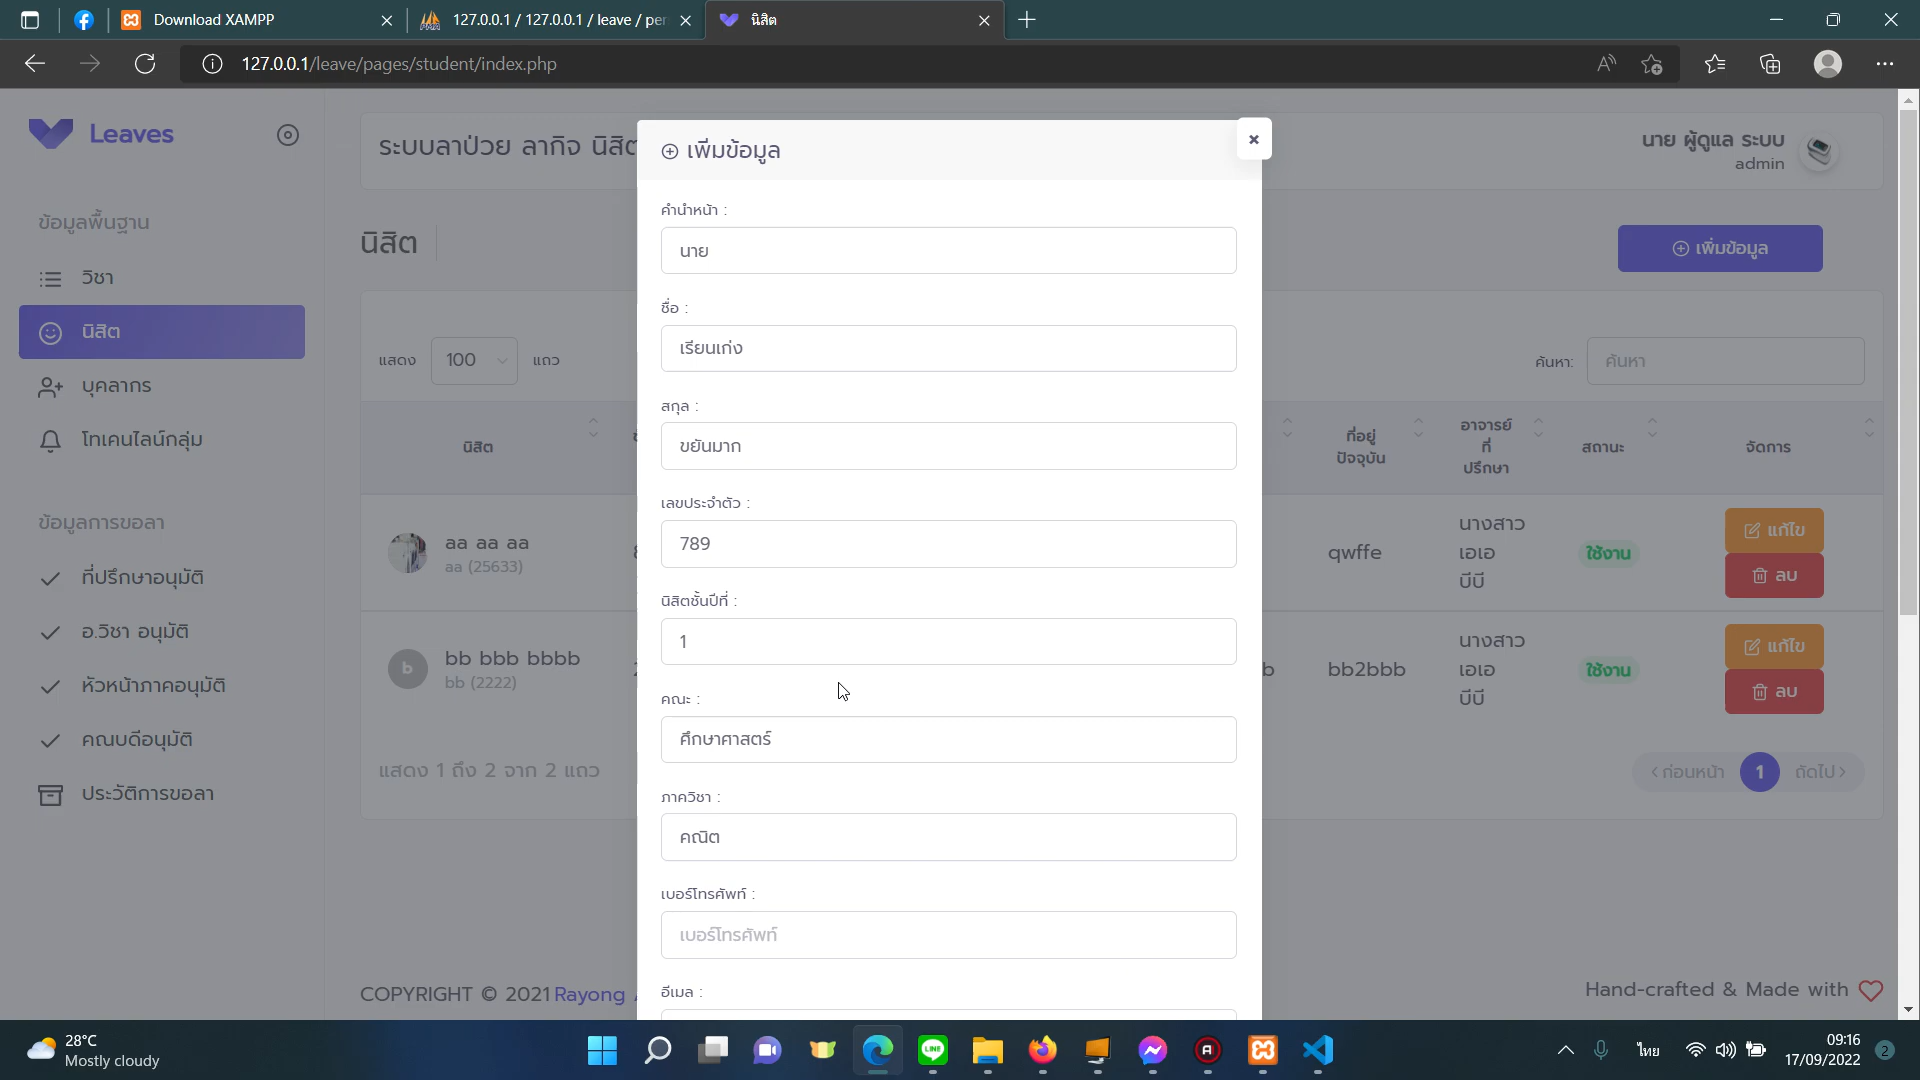 Download XAMPP
127.0.0.1 / 127.0.0.1 / leave / per
นิสิต
127.0.0.1/leave/pages/student/index.php
Leaves
ข้อมูลพื้นฐาน
วิชา
นิสิต
บุคลากร
โทเคนไลน์กลุ่ม
ข้อมูลการขอลา
ที่ปรึกษาอนุมัติ
อ.วิชา อนุมัติ
หัวหน้าภาคอนุมัติ
คณบดีอนุมัติ
ประวัติการขอลา
ระบบลาป่วย ลากิจ นิสิต
นาย ผู้ดูแล ระบบ
admin
นิสิต
เพิ่มข้อมูล
แสดง 100 แถว
ค้นหา: ค้นหา
นิสิต
ที่อยู่
ปัจจุบัน
อาจารย์
ที่
ปรึกษา
สถานะ
จัดการ
aa aa aa
aa (25633)
qwffe
นางสาว
เอเอ
บีบี
ใช้งาน
แก้ไข
ลบ
b
bb bbb bbbb
bb (2222)
b
bb2bbb
นางสาว
เอเอ
บีบี
ใช้งาน
แก้ไข
ลบ
แสดง 1 ถึง 2 จาก 2 แถว
ก่อนหน้า 1 ถัดไป
COPYRIGHT © 2021 Rayong
Hand-crafted & Made with
เพิ่มข้อมูล
คำนำหน้า :
นาย
ชื่อ :
เรียนเก่ง
สกุล :
ขยันมาก
เลขประจำตัว :
789
นิสิตชั้นปีที่ :
1
คณะ :
ศึกษาศาสตร์
ภาควิชา :
คณิต
เบอร์โทรศัพท์ :
เบอร์โทรศัพท์
อีเมล :
28°C
Mostly cloudy
LINE
ไทย
09:16
17/09/2022
2